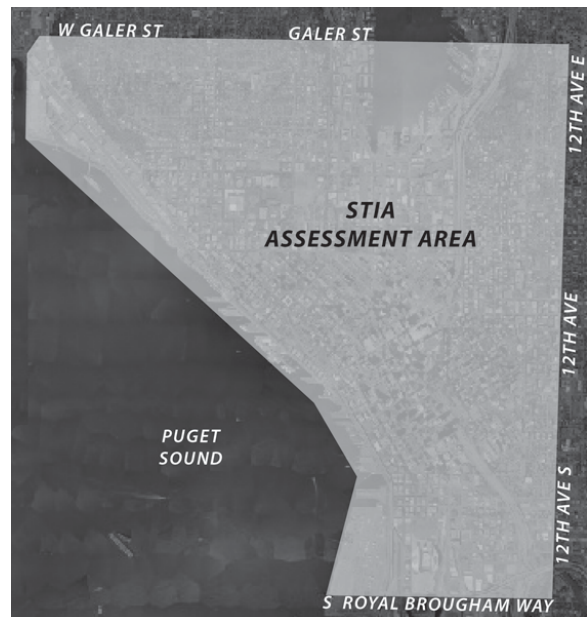 W GALER ST
GALER ST
12TH AVE E
STIA
ASSESSMENT AREA
12TH AVE
PUGET
SOUND
12TH AVE S
S ROYAL BROUGHAM WAY